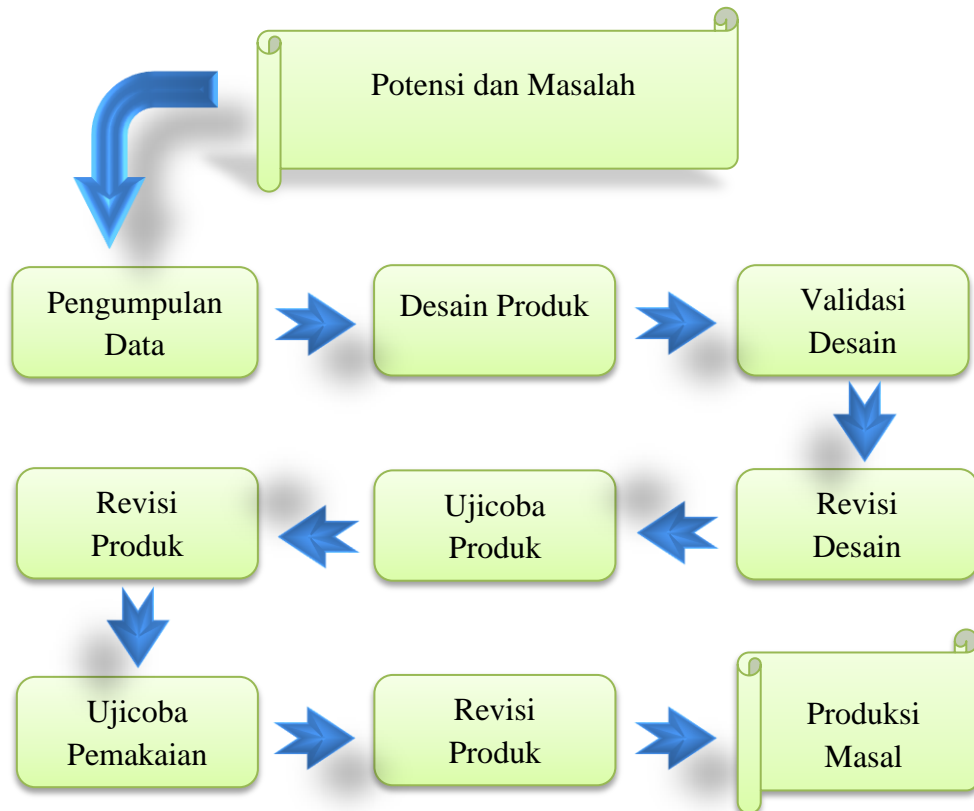 Potensi dan Masalah
Pengumpulan
Data
Desain Produk
Validasi
Desain
Revisi
Desain
Ujicoba
Produk
Revisi
Produk
Ujicoba
Pemakaian
Revisi
Produk
Produksi
Masal